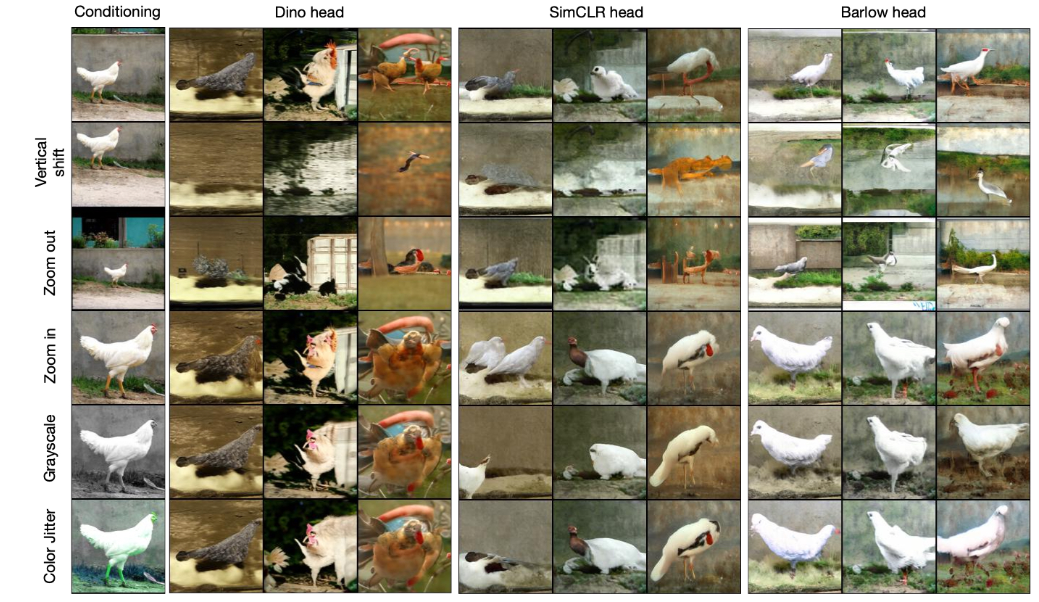 Conditioning
Dino head
SimCLR head
Barlow head
Vertical
shift
Zoom out
Zoom in
Grayscale
Color Jitter